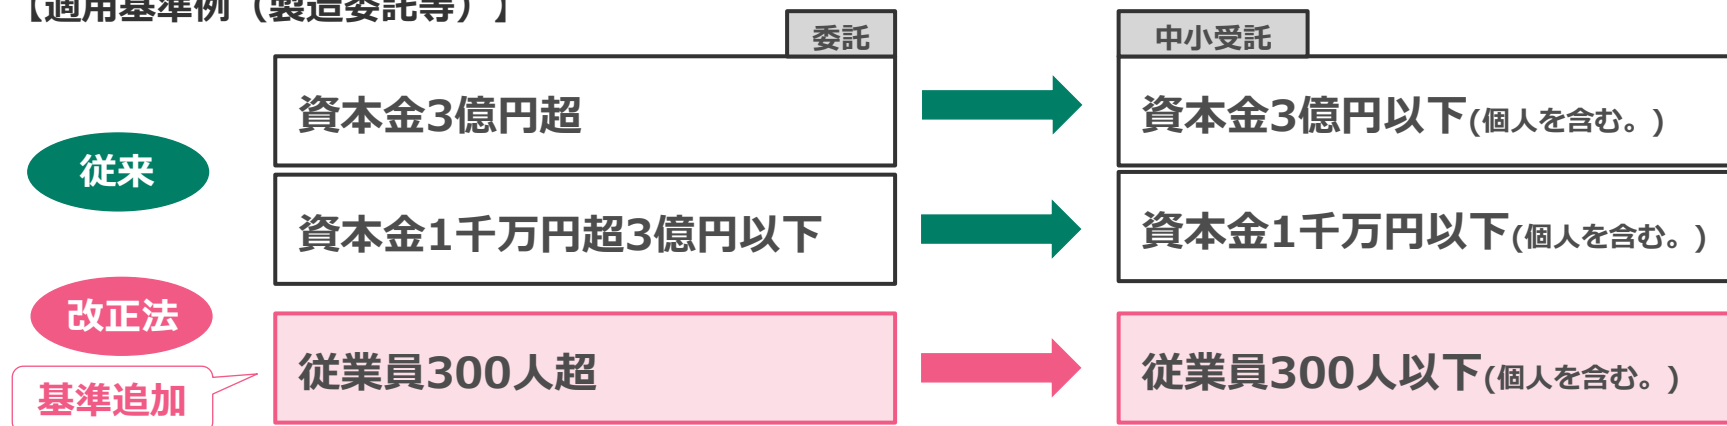 【適用基準例（製造委託等）】
委託
中小受託
従来
資本金3億円超
資本金3億円以下(個人を含む。)
資本金1千万円超3億円以下
資本金1千万円以下(個人を含む。)
改正法
基準追加
従業員300人超
従業員300人以下(個人を含む。)